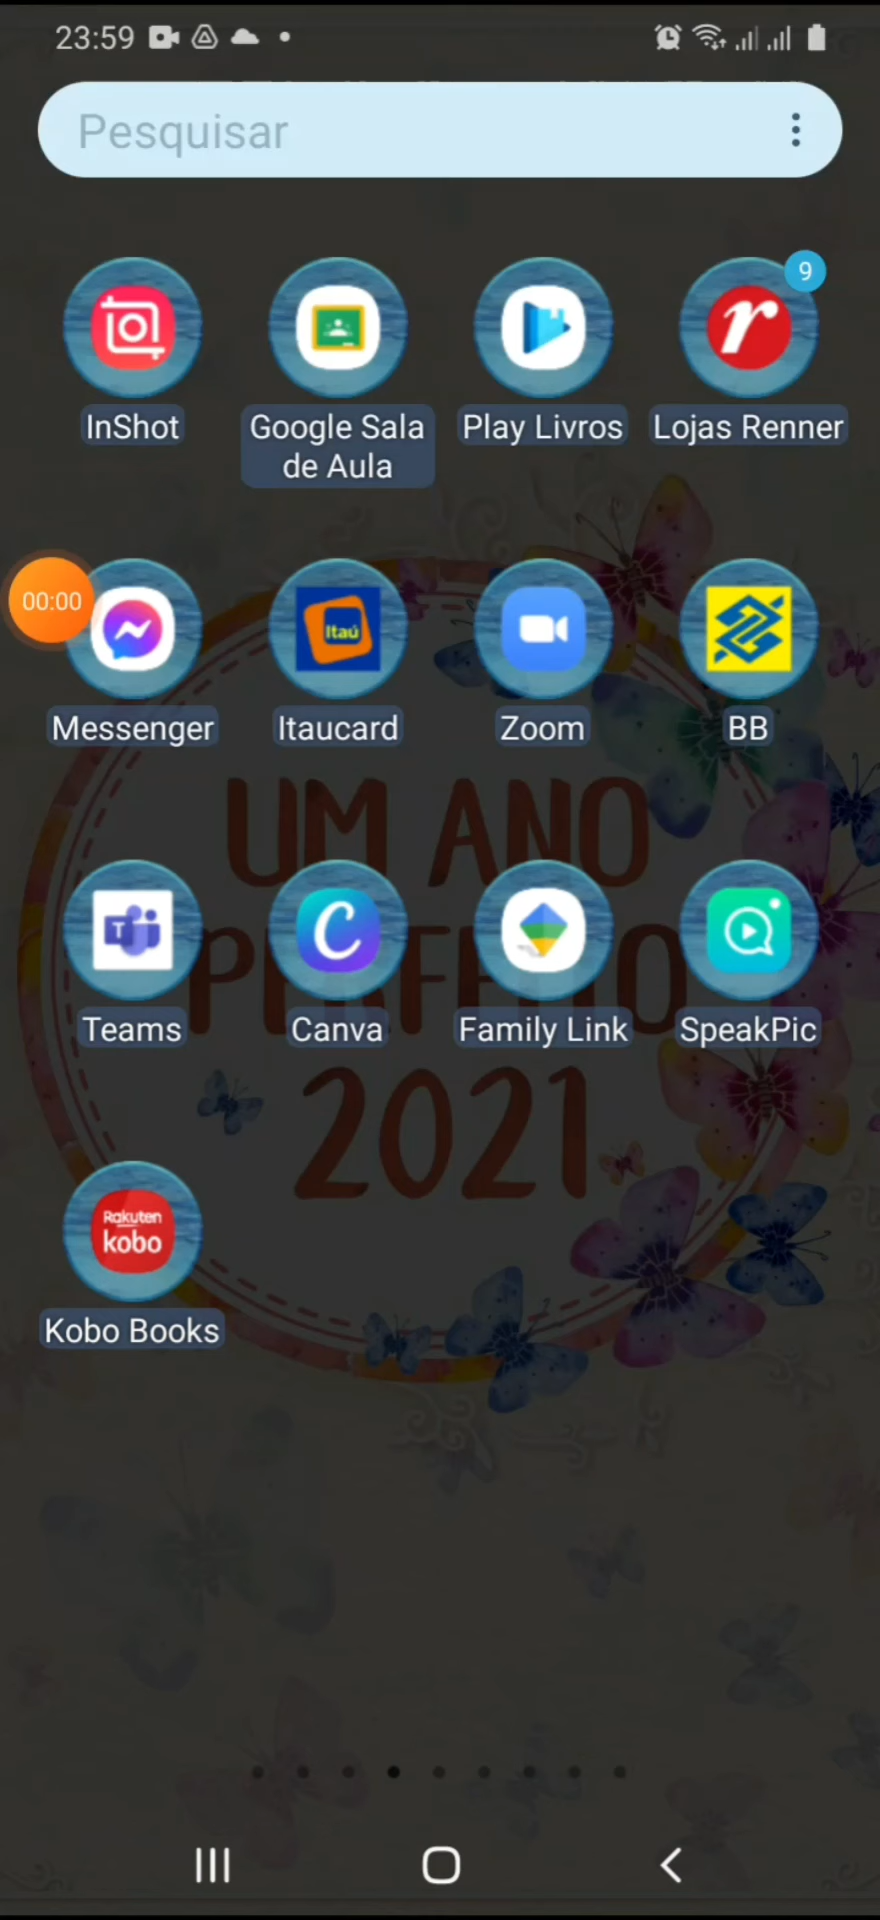 23:59
Pesquisar
9
InShot
Google Sala
de Aula
Play Livros
Lojas Renner
00:00
Itaú
Messenger
Itaucard
Zoom
BB
UM ANO
PERFEITO
2021
T
Teams
Canva
Family Link
SpeakPic
Rakuten
kobo
Kobo Books